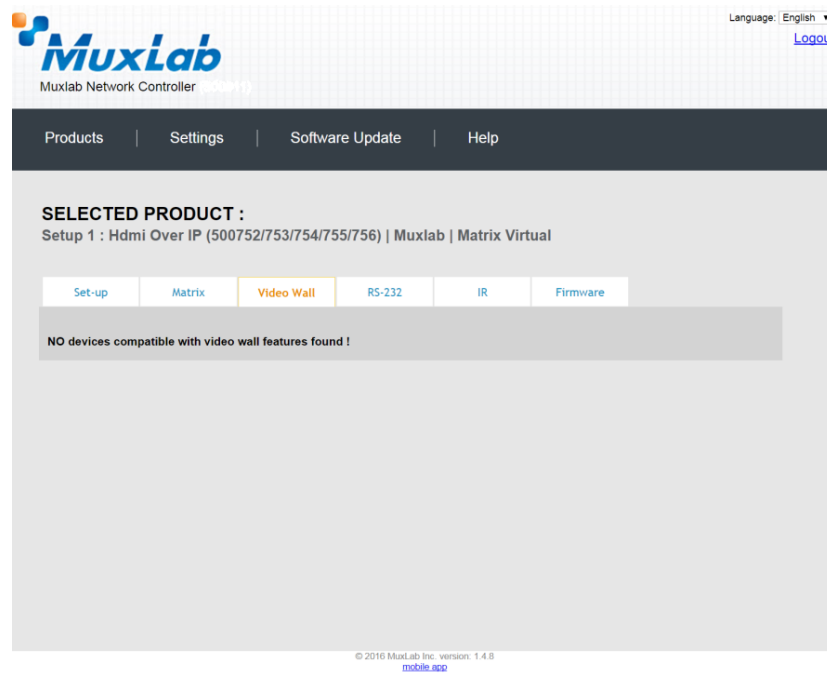 Language: English
Logou
MuxLab
Muxlab Network Controller
Products | Settings | Software Update | Help
SELECTED PRODUCT :
Setup 1 : Hdmi Over IP (500752/753/754/755/756) | Muxlab | Matrix Virtual
Set-up Matrix Video Wall RS-232 IR Firmware
NO devices compatible with video wall features found !
© 2016 MuxLab Inc. version: 1.4.8
mobile app